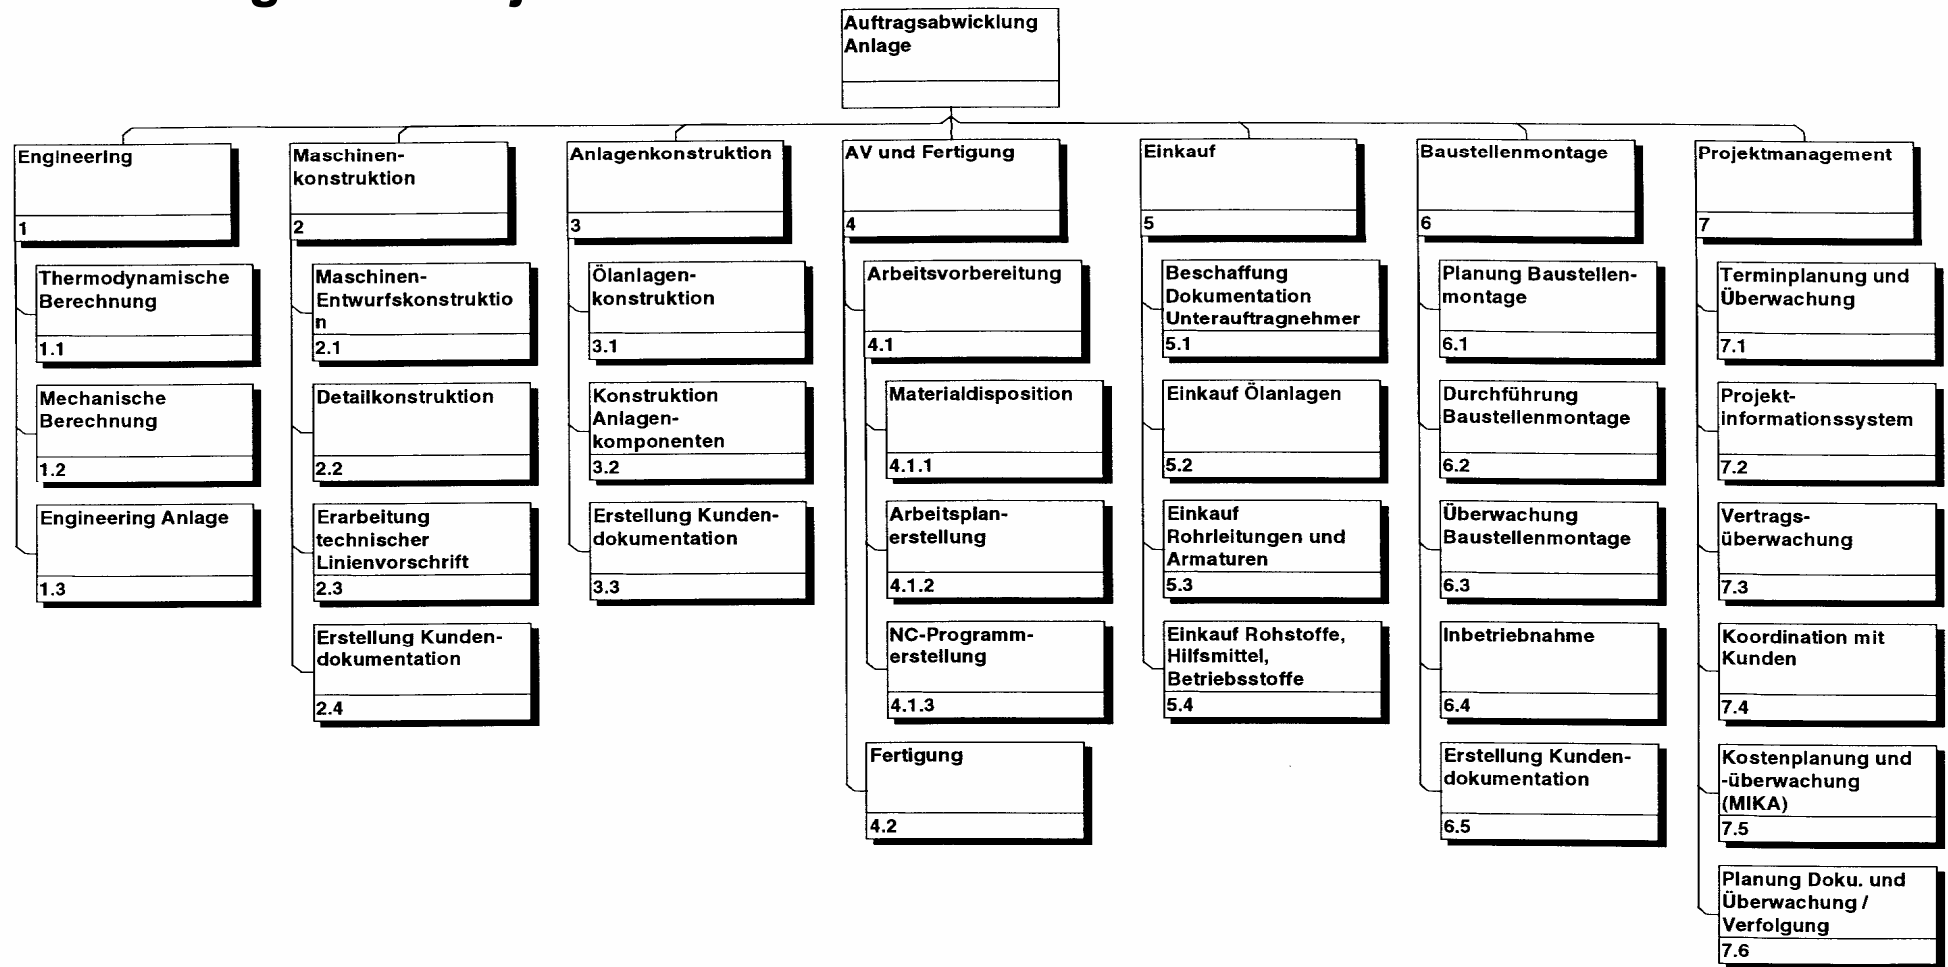 Auftragsabwicklung
Anlage
Engineering
1
Thermodynamische
Berechnung
1.1
Mechanische
Berechnung
1.2
Engineering Anlage
1.3
Maschinen-
konstruktion
2
Maschinen-
Entwurfskonstruktio
n
2.1
Detailkonstruktion
2.2
Erarbeitung
technischer
Linienvorschrift
2.3
Erstellung Kunden-
dokumentation
2.4
Anlagenkonstruktion
3
Ölanlagen-
konstruktion
3.1
Konstruktion
Anlagen-
komponenten
3.2
Erstellung Kunden-
dokumentation
3.3
AV und Fertigung
4
Arbeitsvorbereitung
4.1
Materialdisposition
4.1.1
Arbeitsplan-
erstellung
4.1.2
NC-Programm-
erstellung
4.1.3
Fertigung
4.2
Einkauf
5
Beschaffung
Dokumentation
Unterauftragnehmer
5.1
Einkauf Ölanlagen
5.2
Einkauf
Rohrleitungen und
Armaturen
5.3
Einkauf Rohstoffe,
Hilfsmittel,
Betriebsstoffe
5.4
Baustellenmontage
6
Planung Baustellen-
montage
6.1
Durchführung
Baustellenmontage
6.2
Überwachung
Baustellenmontage
6.3
Inbetriebnahme
6.4
Erstellung Kunden-
dokumentation
6.5
Projektmanagement
7
Terminplanung und
Überwachung
7.1
Projekt-
informationssystem
7.2
Vertrags-
überwachung
7.3
Koordination mit
Kunden
7.4
Kostenplanung und
-überwachung
(MIKA)
7.5
Planung Doku. und
Überwachung /
Verfolgung
7.6